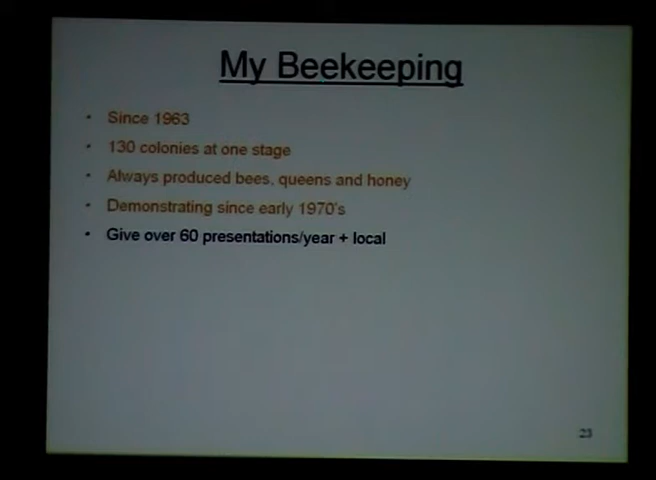 My Beekeeping
• Since 1963
• 130 colonies at one stage
• Always produced bees, queens and honey
• Demonstrating since early 1970's
• Give over 60 presentations/year + local
23